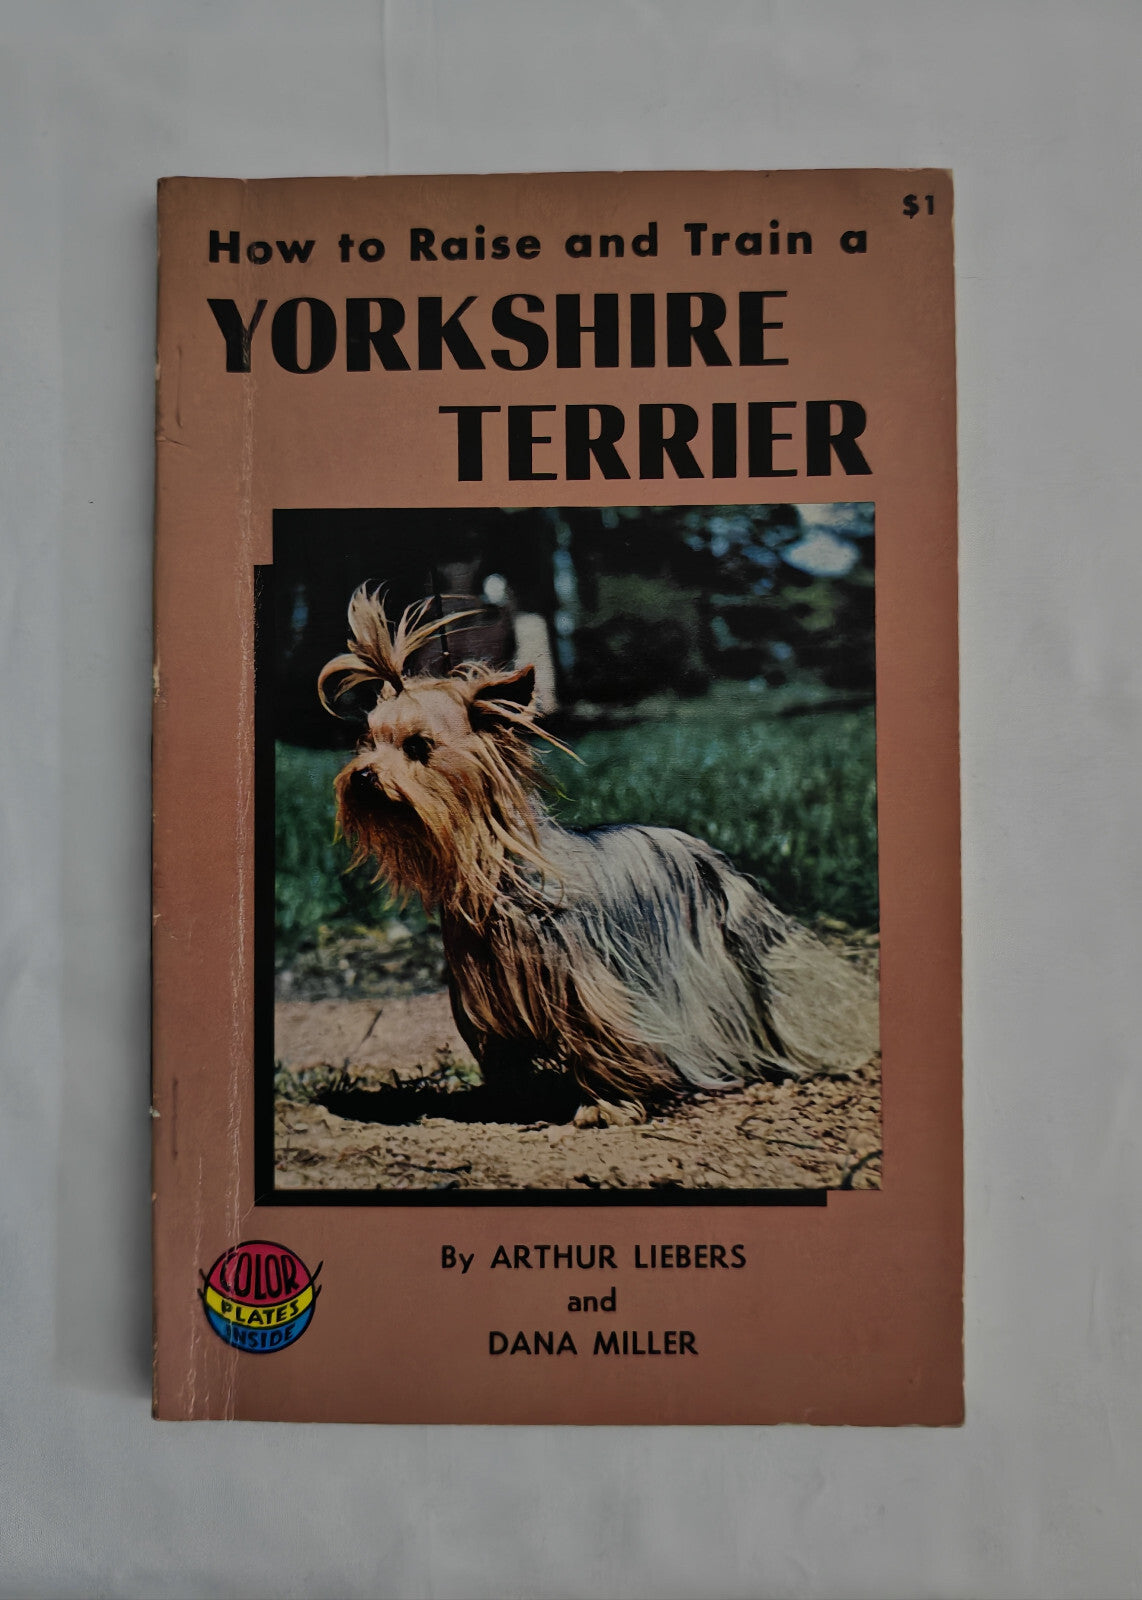 $1
How to Raise and Train a
YORKSHIRE
TERRIER
By ARTHUR LIEBERS
and
DANA MILLER
COLOR
PLATES
INSIDE